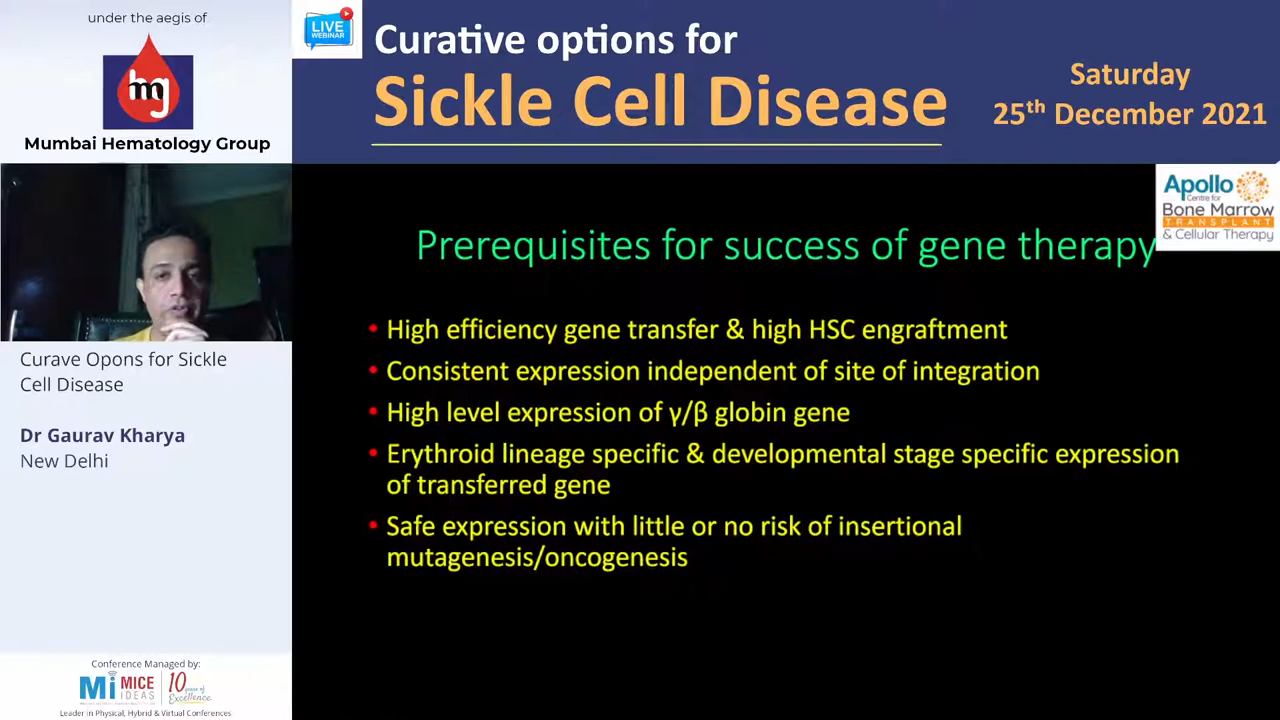 under the aegis of
hg
Mumbai Hematology Group
LIVE
WEBINAR
Curative options for
Sickle Cell Disease
Saturday
25th December 2021
Apollo
Centre for
Bone Marrow
TRANSPLANT
& Cellular Therapy
Prerequisites for success of gene therapy
• High efficiency gene transfer & high HSC engraftment
• Consistent expression independent of site of integration
• High level expression of γ/β globin gene
• Erythroid lineage specific & developmental stage specific expression
of transferred gene
• Safe expression with little or no risk of insertional
mutagenesis/oncogenesis
Curave Opons for Sickle
Cell Disease
Dr Gaurav Kharya
New Delhi
Conference Managed by:
Mi MICE
IDEAS
10 years of
Excellence
Leader in Physical, Hybrid & Virtual Conferences